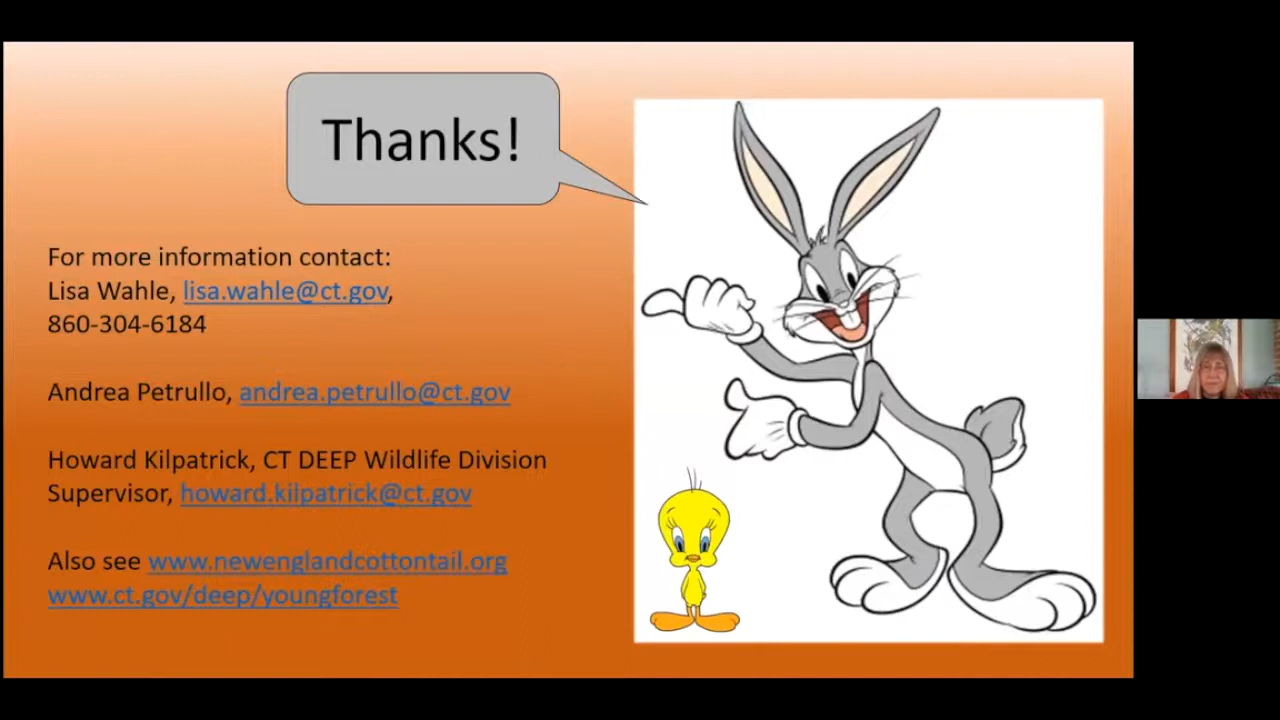 Thanks!
For more information contact:
Lisa Wahle, lisa.wahle@ct.gov,
860-304-6184
Andrea Petrullo, andrea.petrullo@ct.gov
Howard Kilpatrick, CT DEEP Wildlife Division
Supervisor, howard.kilpatrick@ct.gov
Also see www.newenglandcottontail.org
www.ct.gov/deep/youngforest